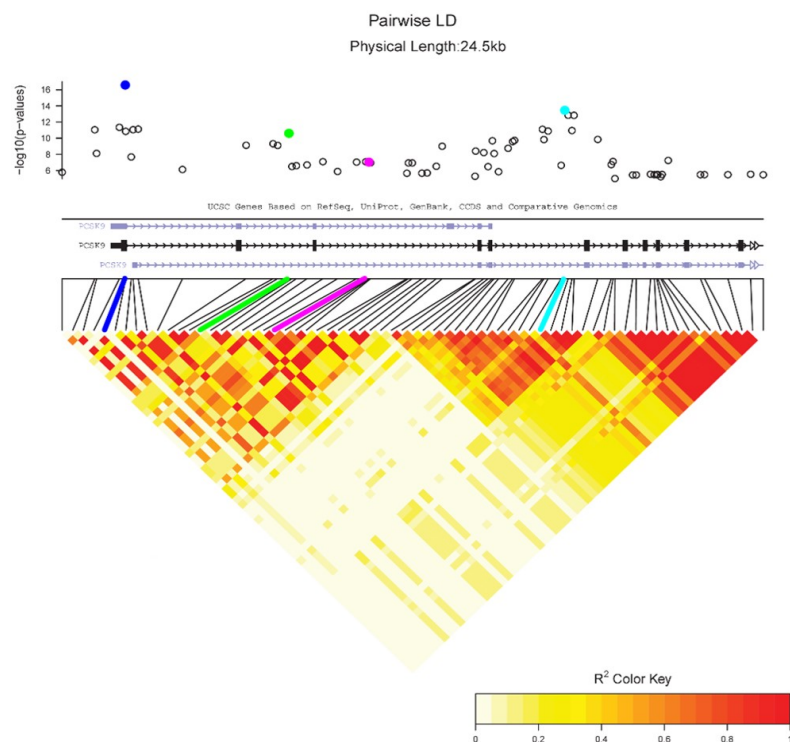 Pairwise LD
Physical Length:24.5kb
−log10(p-values)
16
14
12
10
8
6
UCSC Genes Based on RefSeq, UniProt, GenBank, CCDS and Comparative Genomics
PCSK9
PCSK9
PCSK9
R² Color Key
0 0.2 0.4 0.6 0.8 1